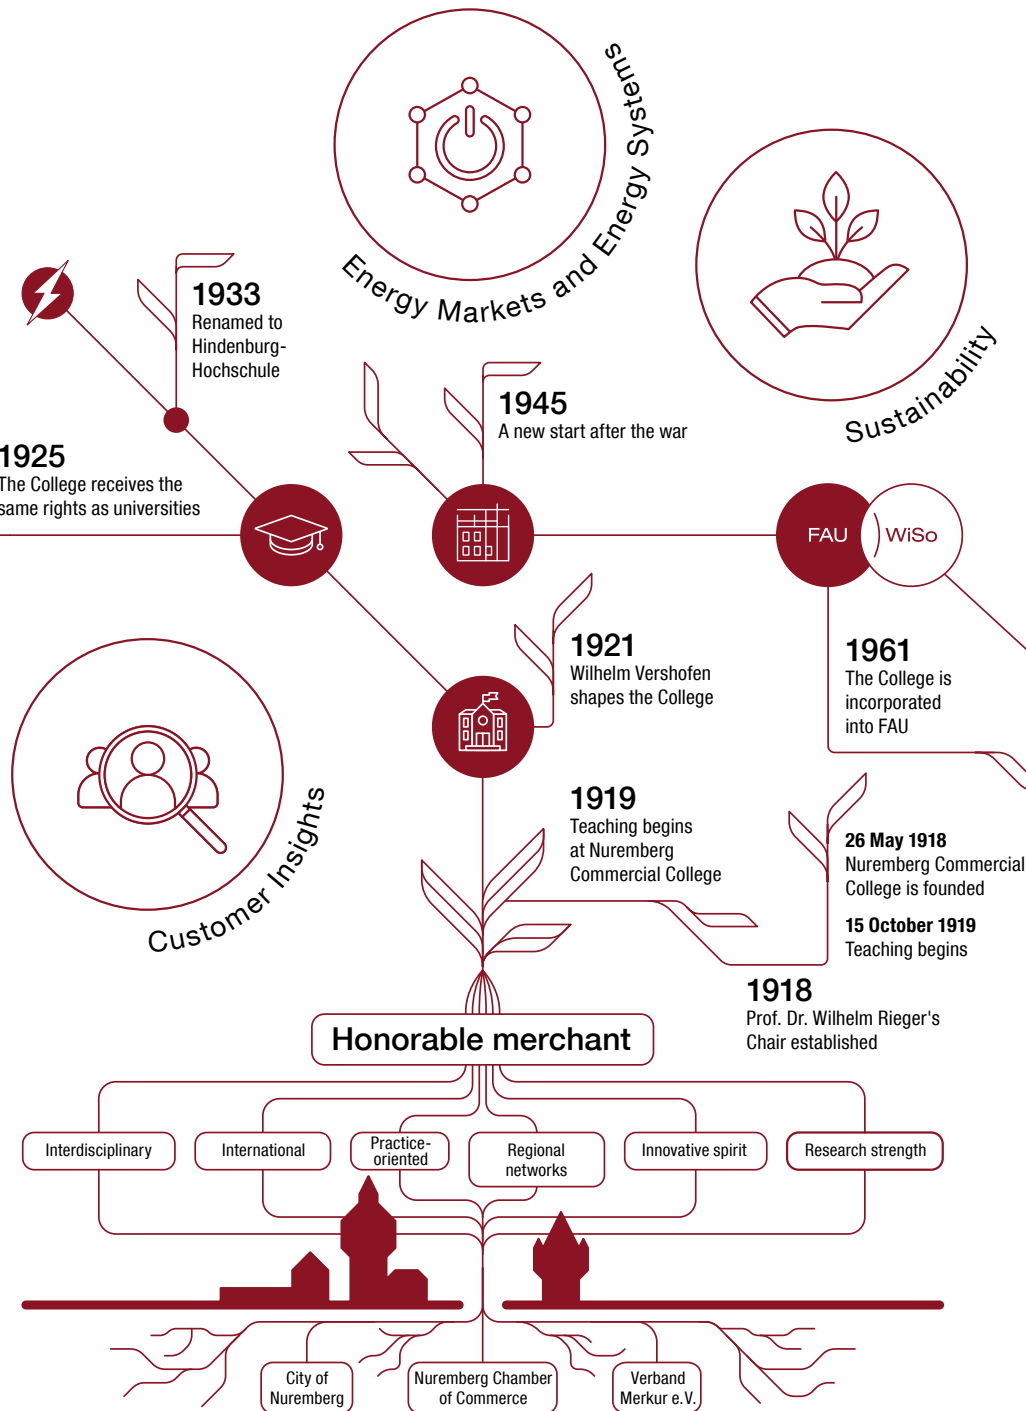 Energy Markets and Energy Systems
Sustainability
1933
Renamed to
Hindenburg-
Hochschule
1945
A new start after the war
1925
The College receives the
same rights as universities
FAU
WiSo
1921
Wilhelm Vershofen
shapes the College
1961
The College is
incorporated
into FAU
Customer Insights
1919
Teaching begins
at Nuremberg
Commercial College
26 May 1918
Nuremberg Commercial
College is founded
15 October 1919
Teaching begins
1918
Prof. Dr. Wilhelm Rieger's
Chair established
Honorable merchant
Interdisciplinary
International
Practice-
oriented
Regional
networks
Innovative spirit
Research strength
City of
Nuremberg
Nuremberg Chamber
of Commerce
Verband
Merkur e.V.